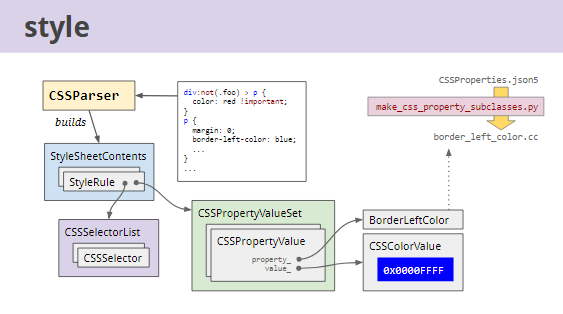 style
CSSParser
builds
div:not(.foo) > p {
  color: red !important;
}
p {
  margin: 0;
  border-left-color: blue;
  ...
}
...
CSSProperties.json5
make_css_property_subclasses.py
border_left_color.cc
StyleSheetContents
StyleRule
CSSSelectorList
CSSSelector
CSSPropertyValueSet
CSSPropertyValue
property_
value_
BorderLeftColor
CSSColorValue
0x0000FFFF